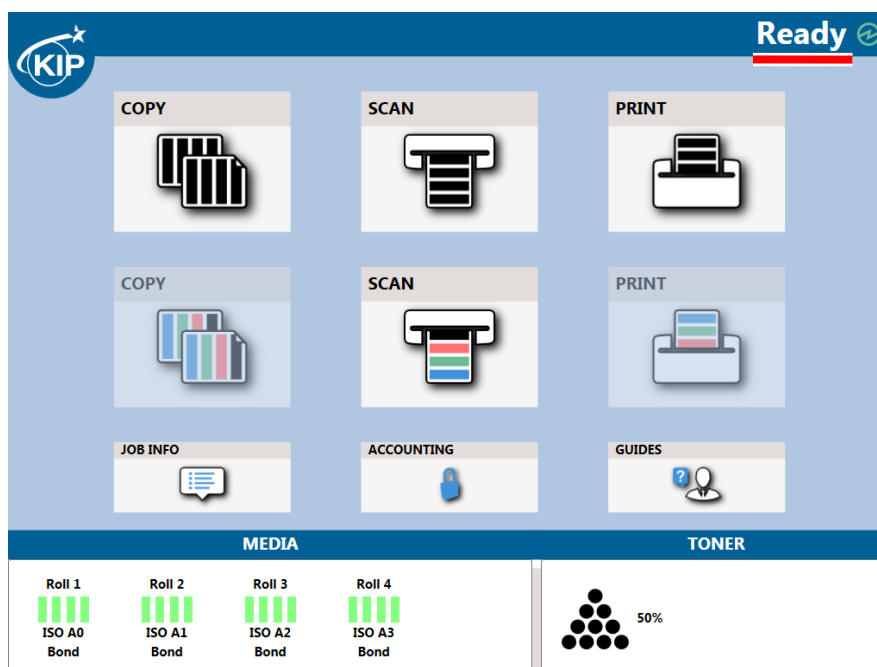 KIP
Ready
COPY SCAN PRINT
COPY SCAN PRINT
JOB INFO ACCOUNTING GUIDES
MEDIA TONER
Roll 1 Roll 2 Roll 3 Roll 4
50%
ISO A0 ISO A1 ISO A2 ISO A3
Bond Bond Bond Bond